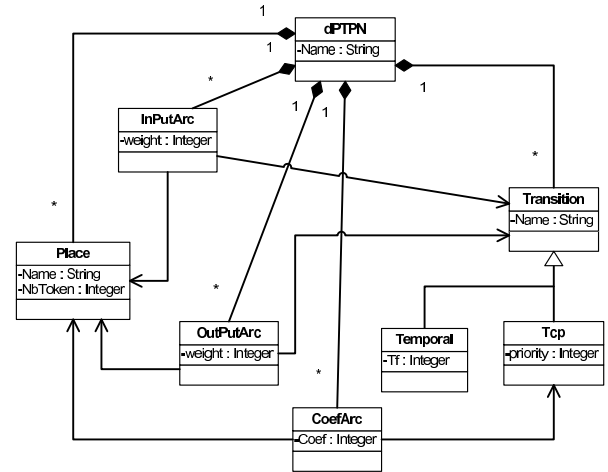 1
dPTPN
-Name : String
1
*
1
1
1
InPutArc
-weight : Integer
*
*
Transition
-Name : String
Place
-Name : String
-NbToken : Integer
*
OutPutArc
-weight : Integer
Temporal
-Tf : Integer
Tcp
-priority : Integer
*
CoefArc
-Coef : Integer